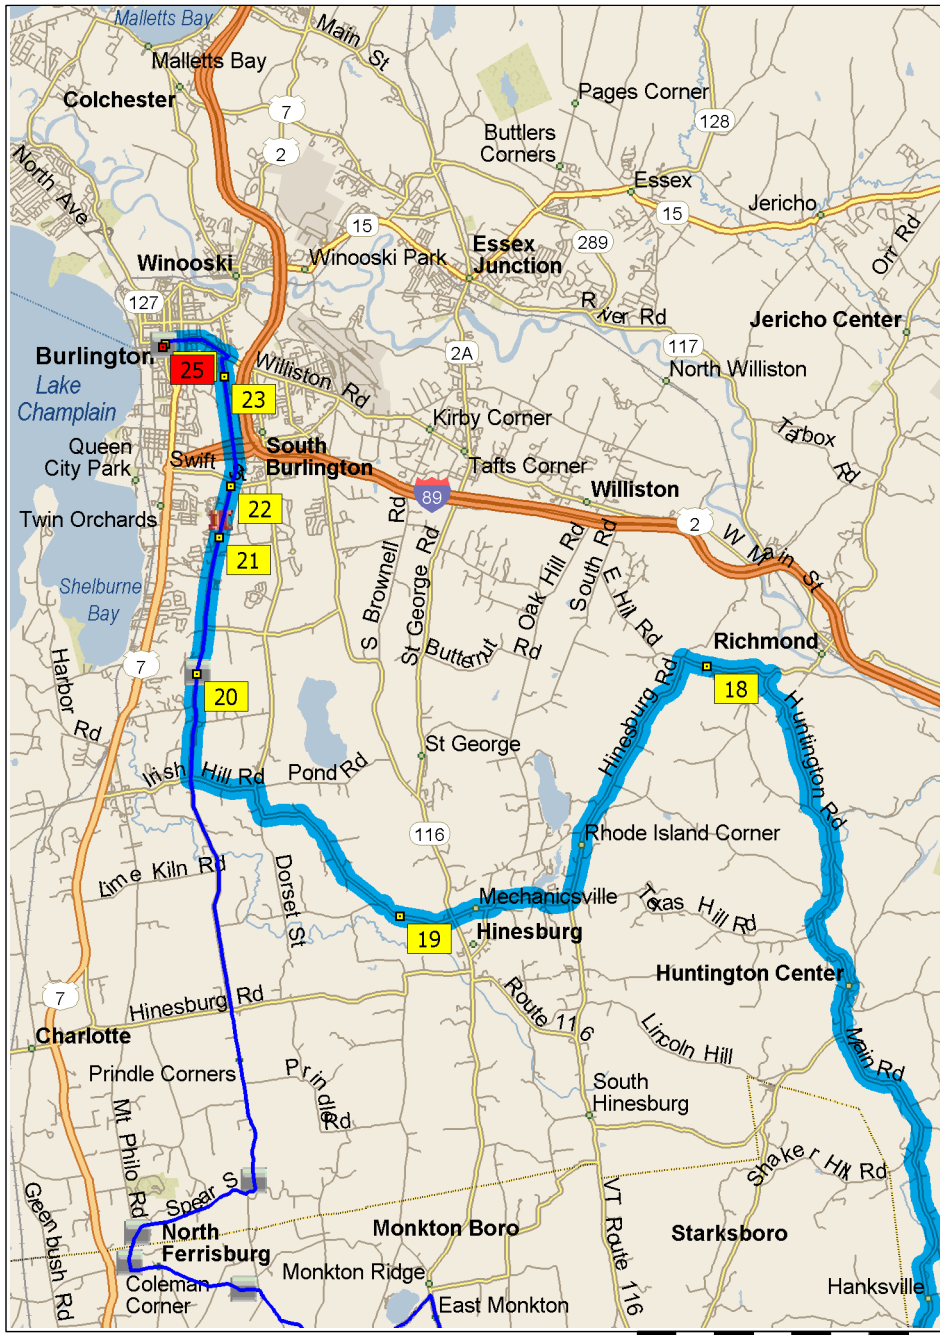 Malletts Bay
Main St
Malletts Bay
Colchester
Pages Corner
7
128
Buttlers
Corners
2
North Ave
Essex
15
Jericho
15
289
Orr Rd
Winooski
Winooski Park
Essex
Junction
127
River Rd
Jericho Center
117
Burlington
2A
Williston Rd
North Williston
25
Lake
Champlain
23
Kirby Corner
Tarbox Rd
Queen
City Park
Swift St
South
Burlington
Tafts Corner
Williston
89
22
Twin Orchards
2
W Main St
21
S Brownell Rd
St George Rd
Oak Hill Rd
South Rd
E Hill Rd
Shelburne
Bay
Butternut Rd
Richmond
7
Harbor Rd
20
18
Hinesburg Rd
Huntington Rd
St George
Irish Hill Rd
Pond Rd
116
Rhode Island Corner
Lime Kiln Rd
Dorset St
Mechanicsville
Texas Hill Rd
19
Hinesburg
Huntington Center
7
Hinesburg Rd
Route 116
Charlotte
Lincoln Hill
Main Rd
Prindle Corners
Prindle Rd
South
Hinesburg
Mt Philo Rd
Shaker Hill Rd
Spear S
Greenbush Rd
VT Route 116
North
Ferrisburg
Monkton Boro
Starksboro
Monkton Ridge
Coleman
Corner
Hanksville
East Monkton